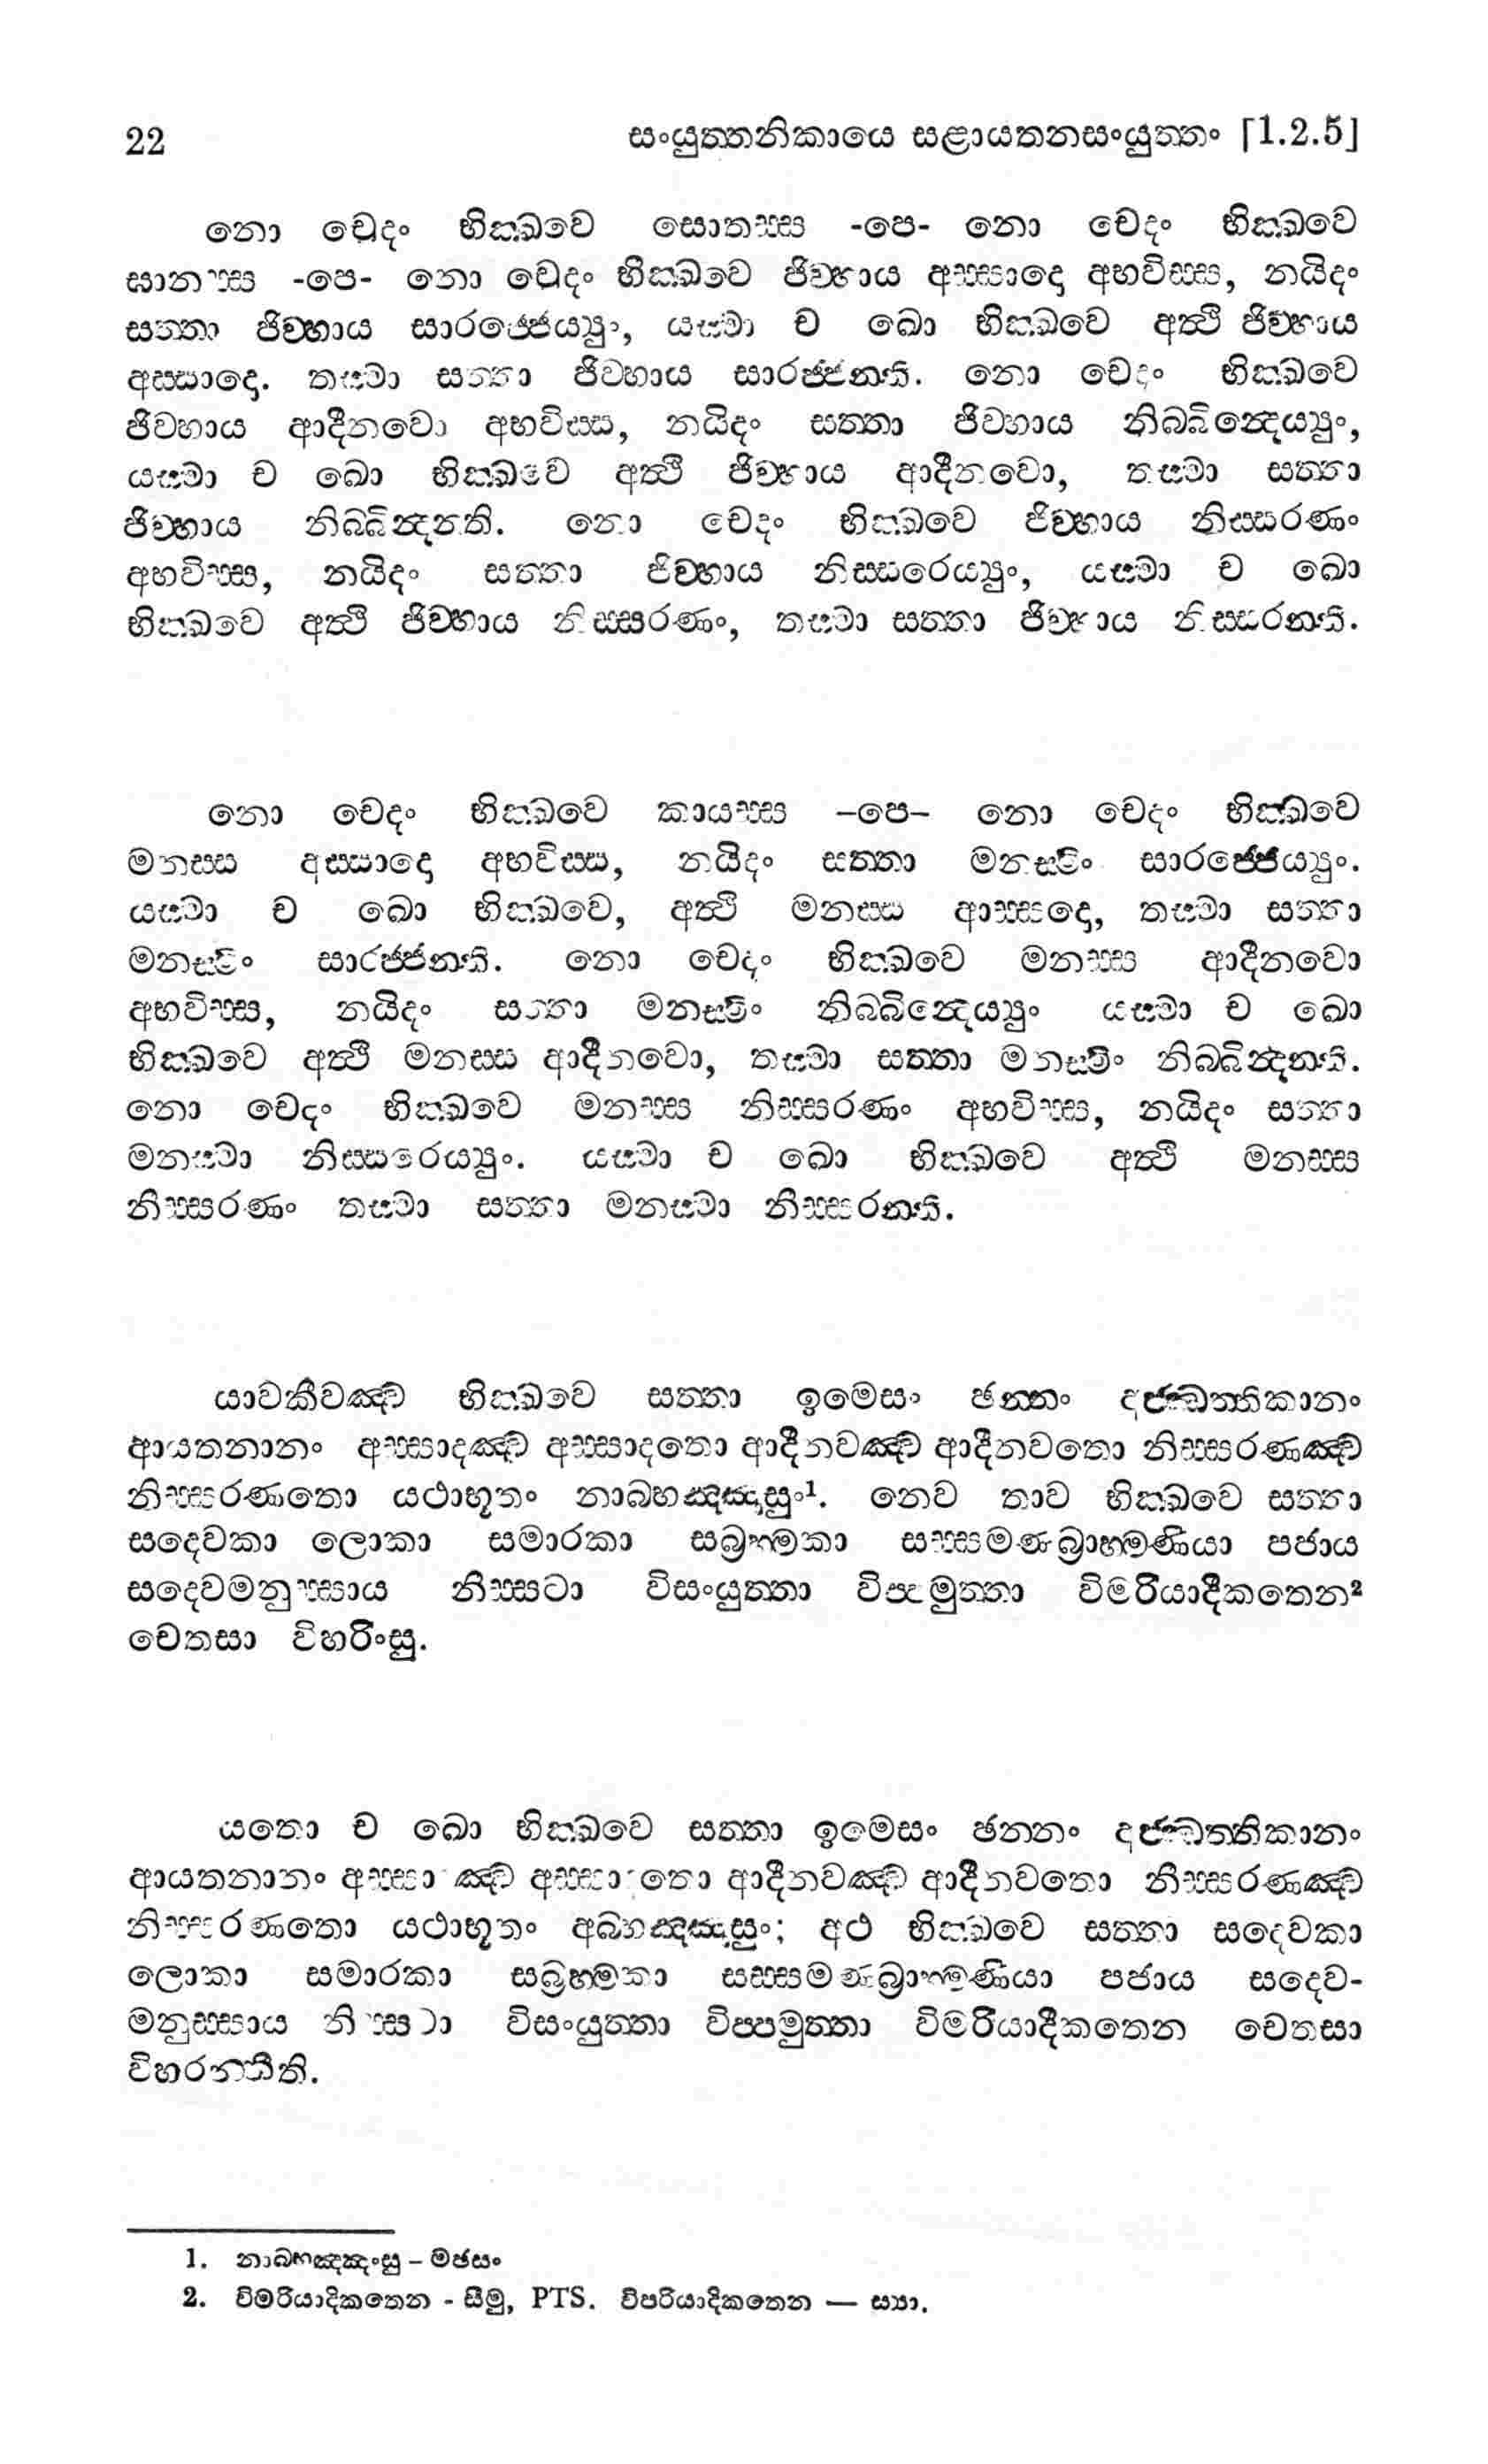 22 සංයුත්තනිකායෙ සළායතනසංයුත්තං [1.2.5]
නො චෙදං භික්ඛවෙ සොතස්ස -පෙ- නො චෙදං භික්ඛවෙ
ඝානස්ස -පෙ- නො චෙදං භික්ඛවෙ ජිව්හාය අස්සාදො අභවිස්ස, නයිදං
සත්තා ජිව්හාය සාරජ්ජෙය්‍යුං, යස්මා ච ඛො භික්ඛවෙ අත්ථි ජිව්හාය
අස්සාදො. තස්මා සත්තා ජිව්හාය සාරජ්ජන්ති. නො චෙදං භික්ඛවෙ
ජිව්හාය ආදීනවො අභවිස්ස, නයිදං සත්තා ජිව්හාය නිබ්බින්දෙය්‍යුං,
යස්මා ච ඛො භික්ඛවෙ අත්ථි ජිව්හාය ආදීනවො, තස්මා සත්තා
ජිව්හාය නිබ්බින්දන්ති. නො චෙදං භික්ඛවෙ ජිව්හාය නිස්සරණං
අභවිස්ස, නයිදං සත්තා ජිව්හාය නිස්සරෙය්‍යුං, යස්මා ච ඛො
භික්ඛවෙ අත්ථි ජිව්හාය නිස්සරණං, තස්මා සත්තා ජිව්හාය නිස්සරන්ති.
නො චෙදං භික්ඛවෙ කායස්ස –පෙ– නො චෙදං භික්ඛවෙ
මනස්ස අස්සාදො අභවිස්ස, නයිදං සත්තා මනස්මිං සාරජ්ජෙය්‍යුං.
යස්මා ච ඛො භික්ඛවෙ, අත්ථි මනස්ස ආස්සදො, තස්මා සත්තා
මනස්මිං සාරජ්ජන්ති. නො චෙදං භික්ඛවෙ මනස්ස ආදීනවො
අභවිස්ස, නයිදං සත්තා මනස්මිං නිබ්බින්දෙය්‍යුං යස්මා ච ඛො
භික්ඛවෙ අත්ථි මනස්ස ආදීනවො, තස්මා සත්තා මනස්මිං නිබ්බින්දන්ති.
නො චෙදං භික්ඛවෙ මනස්ස නිස්සරණං අභවිස්ස, නයිදං සත්තා
මනස්මා නිස්සරෙය්‍යුං. යස්මා ච ඛො භික්ඛවෙ අත්ථි මනස්ස
නිස්සරණං තස්මා සත්තා මනස්මා නිස්සරන්ති.
යාවකීවඤ්ච භික්ඛවෙ සත්තා ඉමෙසං ඡන්නං අජ්ඣත්තිකානං
ආයතනානං අස්සාදඤ්ච අස්සාදතො ආදීනවඤ්ච ආදීනවතො නිස්සරණඤ්ච
නිස්සරණතො යථාභූතං නාබ්භඤ්ඤාසුං¹. නෙව තාව භික්ඛවෙ සත්තා
සදෙවකා ලොකා සමාරකා සබ්‍රහ්මකා සස්සමණබ්‍රාහ්මණියා පජාය
සදෙවමනුස්සාය නිස්සටා විසංයුත්තා විප්පමුත්තා විමරියාදීකතෙන²
චෙතසා විහරිංසු.
යතො ච ඛො භික්ඛවෙ සත්තා ඉමෙසං ඡන්නං අජ්ඣත්තිකානං
ආයතනානං අස්සාදඤ්ච අස්සාදතො ආදීනවඤ්ච ආදීනවතො නිස්සරණඤ්ච
නිස්සරණතො යථාභූතං අබ්භඤ්ඤාසුං; අථ භික්ඛවෙ සත්තා සදෙවකා
ලොකා සමාරකා සබ්‍රහ්මකා සස්සමණබ්‍රාහ්මණියා පජාය සදෙව-
මනුස්සාය නිස්සටා විසංයුත්තා විප්පමුත්තා විමරියාදීකතෙන චෙතසා
විහරන්තීති.
1. නාබ්භඤ්ඤංසු – මඡසං
2. විමරියාදිකතෙන - සීමු, PTS. විපරියාදිකතෙන — ස්‍යා.